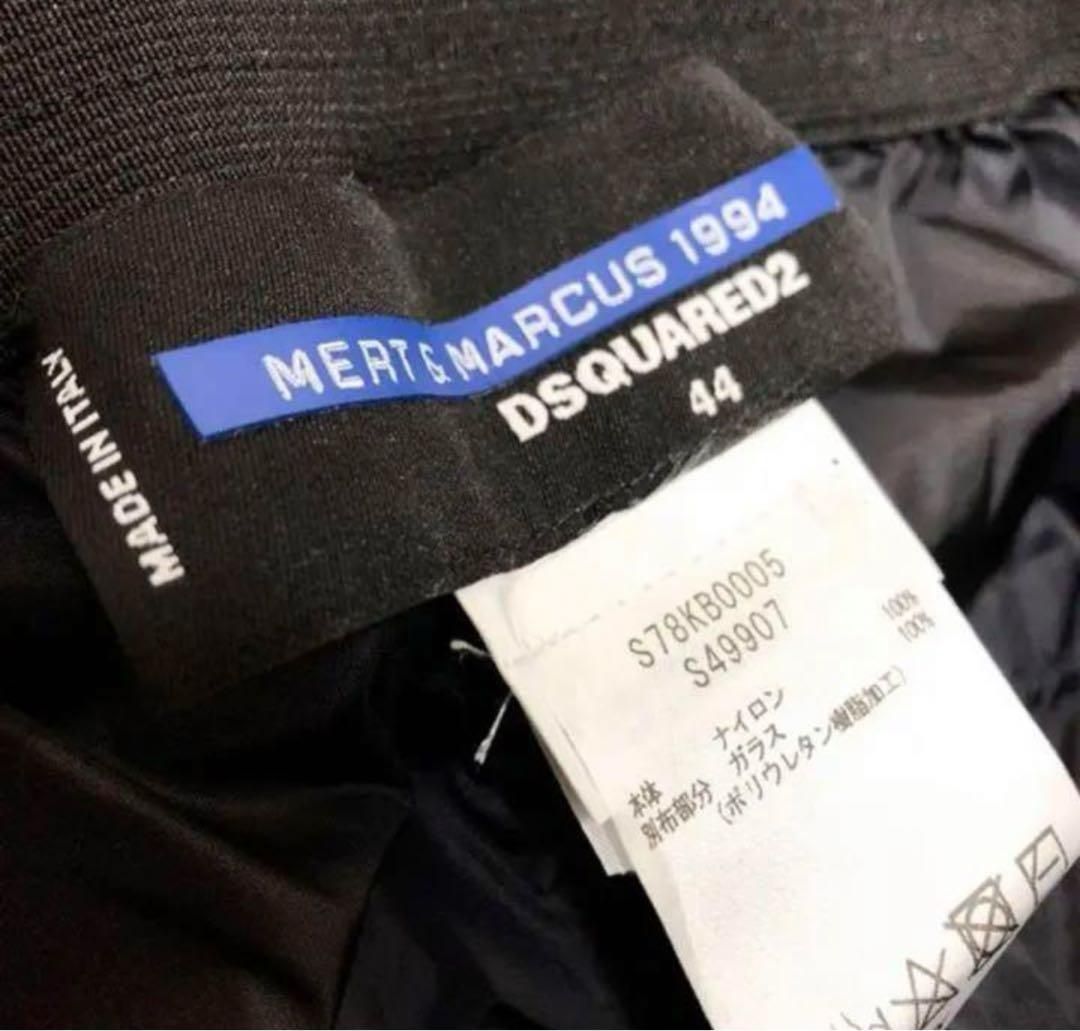 MERT & MARCUS 1994
DSQUARED2
44
MADE IN ITALY
S78KB0005
S49907
本体 ナイロン 100%
別布部分 ガラス 100%
(ポリウレタン樹脂加工)